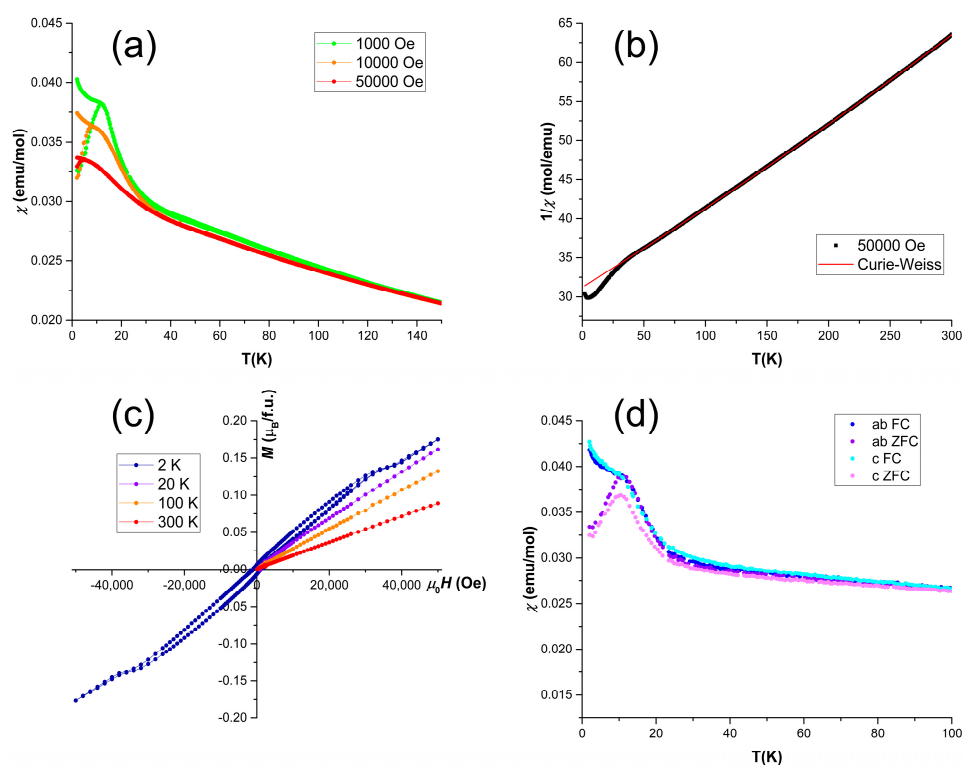 (a)
1000 Oe
10000 Oe
50000 Oe
0.045
0.040
0.035
0.030
0.025
0.020
χ (emu/mol)
0 20 40 60 80 100 120 140
T(K)
(b)
65
60
55
50
45
40
35
30
1/χ (mol/emu)
50000 Oe
Curie-Weiss
0 50 100 150 200 250 300
T(K)
(c)
M (μB/f.u.)
0.20
0.15
0.10
0.05
0.00
-0.05
-0.10
-0.15
-0.20
2 K
20 K
100 K
300 K
-40,000 -20,000 0 20,000 40,000 μ0H (Oe)
(d)
ab FC
ab ZFC
c FC
c ZFC
0.045
0.040
0.035
0.030
0.025
0.020
0.015
χ (emu/mol)
0 20 40 60 80 100
T(K)